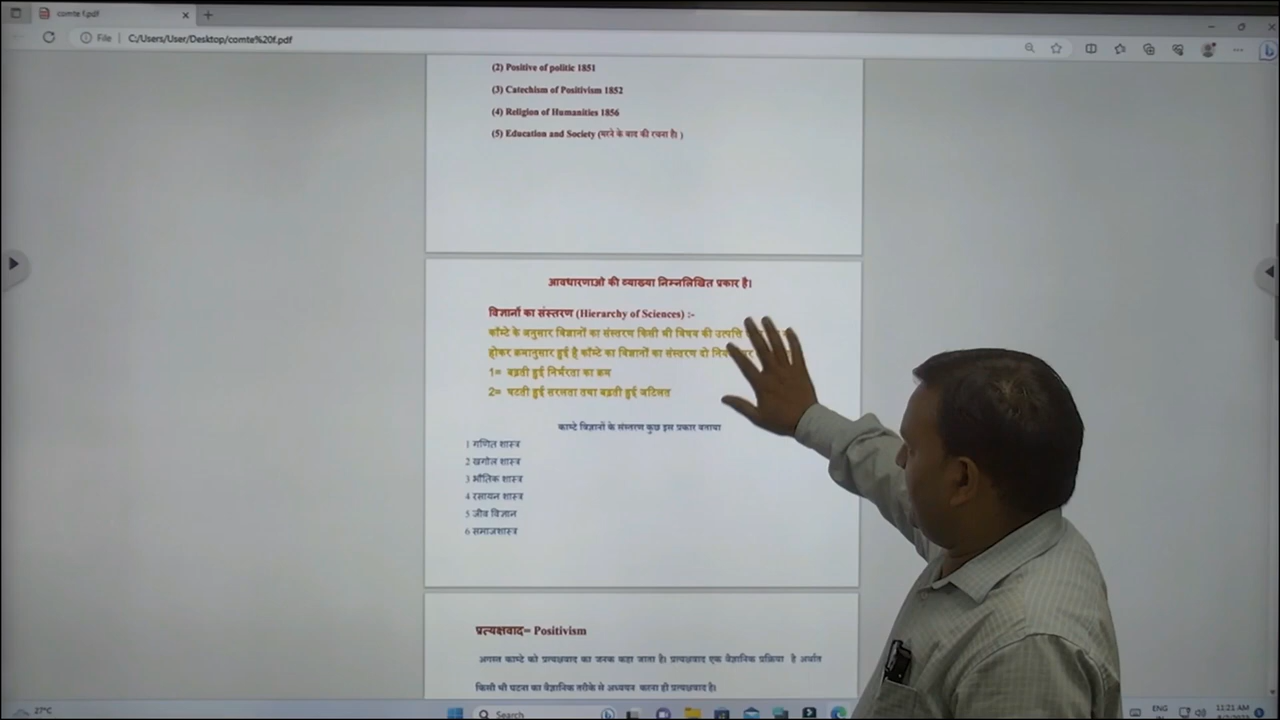 comte f.pdf
File
C:/Users/User/Desktop/comte%20f.pdf
(2) Positive of politic 1851
(3) Catechism of Positivism 1852
(4) Religion of Humanities 1856
(5) Education and Society (मरने के बाद की रचना है। )
आवधारणाओ की व्याख्या निम्नलिखित प्रकार है।
विज्ञानों का संस्तरण (Hierarchy of Sciences) :-
कॉम्टे के अनुसार विज्ञानों का संस्तरण किसी भी विषय की उत्पत्ति
होकर क्रमानुसार हुई है कॉम्टे का विज्ञानों का संस्तरण दो
1= बढ़ती हुई निर्भरता का क्रम
2= घटती हुई सरलता तथा बढ़ती हुई जटिलत
काम्टे विज्ञानों के संस्तरण कुछ इस प्रकार बताया
1 गणित शास्त्र
2 खगोल शास्त्र
3 भौतिक शास्त्र
4 रसायन शास्त्र
5 जीव विज्ञान
6 समाजशास्त्र
प्रत्यक्षवाद= Positivism
अगस्त काम्टे को प्रत्यक्षवाद का जनक कहा जाता है। प्रत्यक्षवाद एक वैज्ञानिक प्रक्रिया है अर्थात
किसी भी घटना का वैज्ञानिक तरीके से अध्ययन करना ही प्रत्यक्षवाद है।
27°C
Search
ENG
11:21 AM